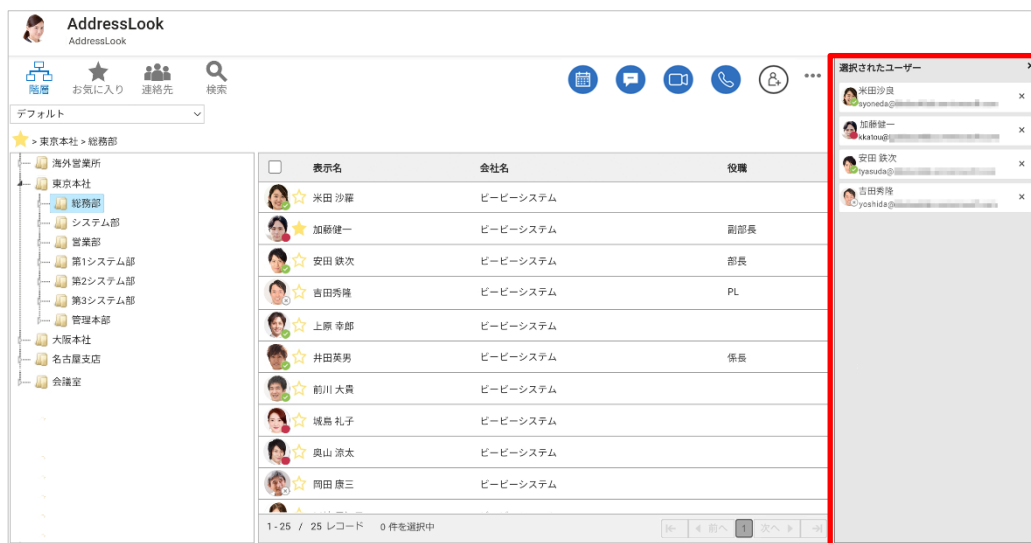 AddressLook
AddressLook
階層 お気に入り 連絡先 検索
デフォルト
> 東京本社 > 総務部
海外営業所
東京本社
総務部
システム部
営業部
第1システム部
第2システム部
第3システム部
管理本部
大阪本社
名古屋支店
会議室
表示名 会社名 役職
米田 沙羅 ビービーシステム
加藤健一 ビービーシステム 副部長
安田 鉄次 ビービーシステム 部長
吉田秀隆 ビービーシステム PL
上原 幸郎 ビービーシステム
井田英男 ビービーシステム 係長
前川 大貴 ビービーシステム
城島 礼子 ビービーシステム
奥山 涼太 ビービーシステム
岡田 康三 ビービーシステム
1 - 25 / 25 レコード 0 件を選択中
前へ 1 次へ
選択されたユーザー ×
米田沙良
syoneda@ ×
加藤健一
kkatou@ ×
安田 鉄次
tyasuda@ ×
吉田秀隆
yoshida@ ×